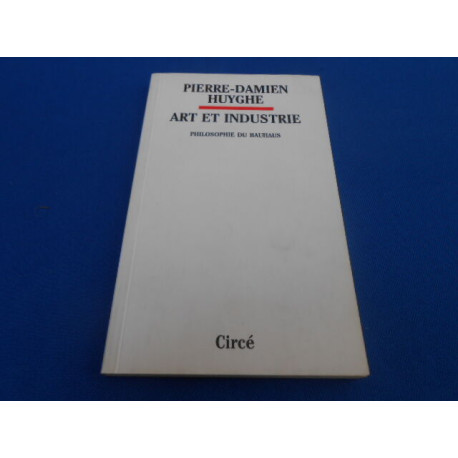 PIERRE-DAMIEN
HUYGHE
ART ET INDUSTRIE
PHILOSOPHIE DU BAUHAUS
Circé